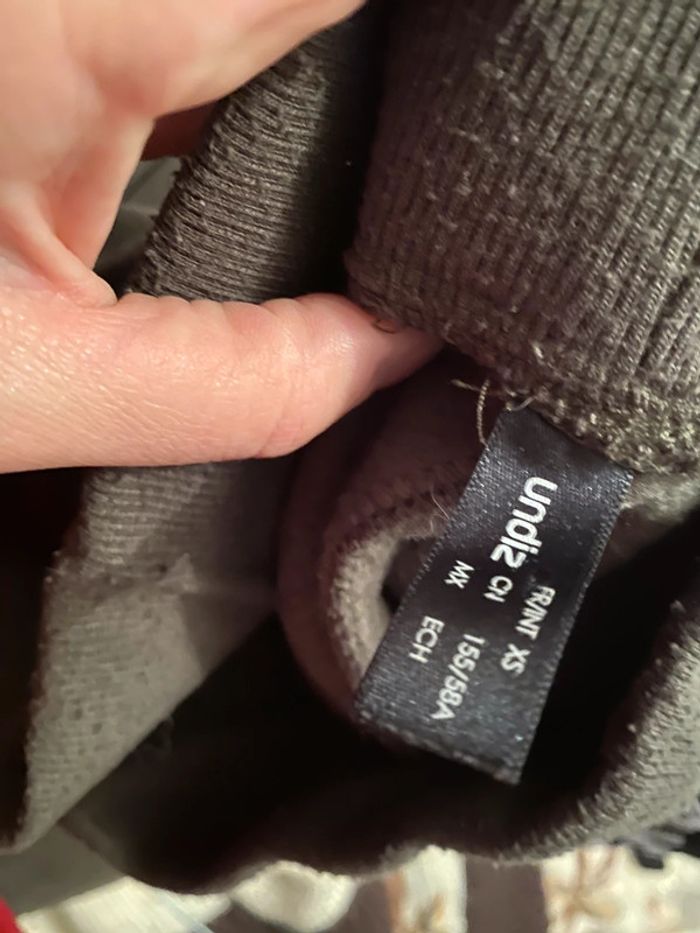 undiz
FR/INT XS
CN 155/58A
MX ECH